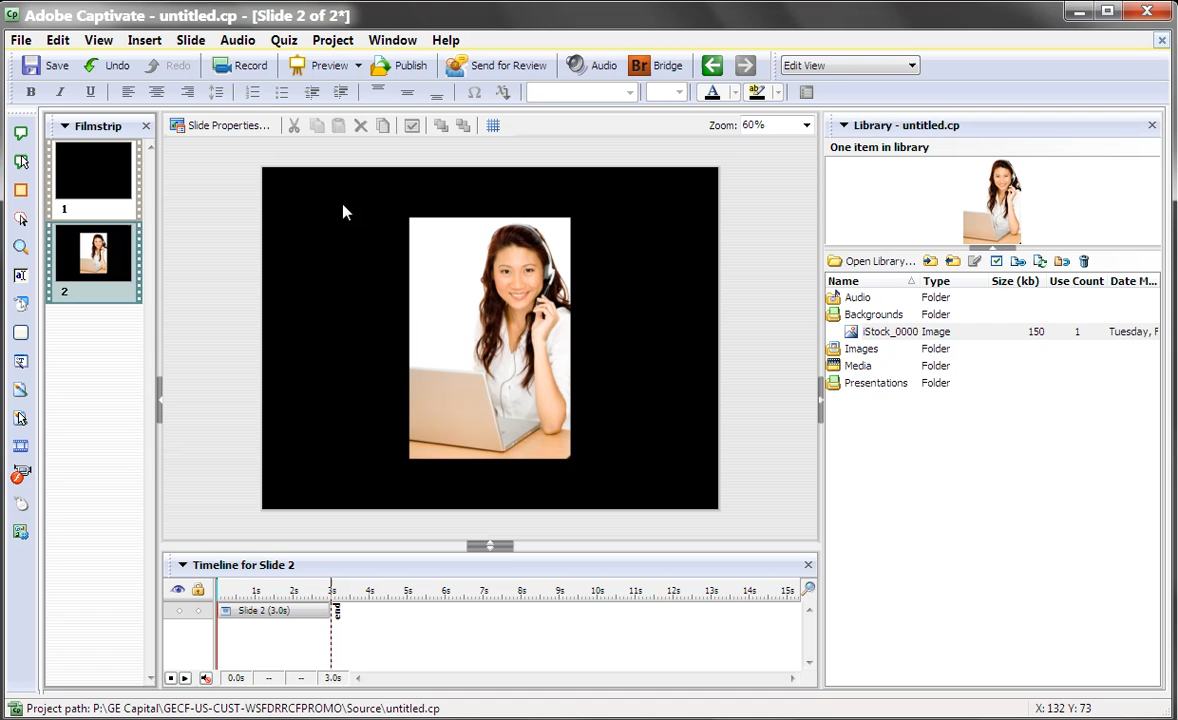 Adobe Captivate - untitled.cp - [Slide 2 of 2*]
File Edit View Insert Slide Audio Quiz Project Window Help
Save Undo Redo Record Preview Publish Send for Review Audio Br Bridge Edit View
B I U
Filmstrip
Slide Properties...
Zoom: 60%
Library - untitled.cp
One item in library
1
2
Open Library...
Name Type Size (kb) Use Count Date M...
Audio Folder
Backgrounds Folder
iStock_0000 Image 150 1 Tuesday, F
Images Folder
Media Folder
Presentations Folder
Timeline for Slide 2
1s 2s 3s 4s 5s 6s 7s 8s 9s 10s 11s 12s 13s 14s 15s
Slide 2 (3.0s)
end
0.0s -- -- 3.0s
Project path: P:\GE Capital\GECF-US-CUST-WSFDRRCFPROMO\Source\untitled.cp
X: 132 Y: 73